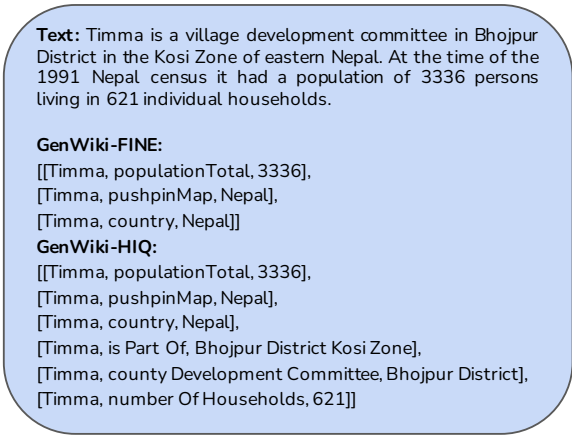 Text: Timma is a village development committee in Bhojpur
District in the Kosi Zone of eastern Nepal. At the time of the
1991 Nepal census it had a population of 3336 persons
living in 621 individual households.
GenWiki-FINE:
[[Timma, populationTotal, 3336],
[Timma, pushpinMap, Nepal],
[Timma, country, Nepal]]
GenWiki-HIQ:
[[Timma, populationTotal, 3336],
[Timma, pushpinMap, Nepal],
[Timma, country, Nepal],
[Timma, is Part Of, Bhojpur District Kosi Zone],
[Timma, county Development Committee, Bhojpur District],
[Timma, number Of Households, 621]]